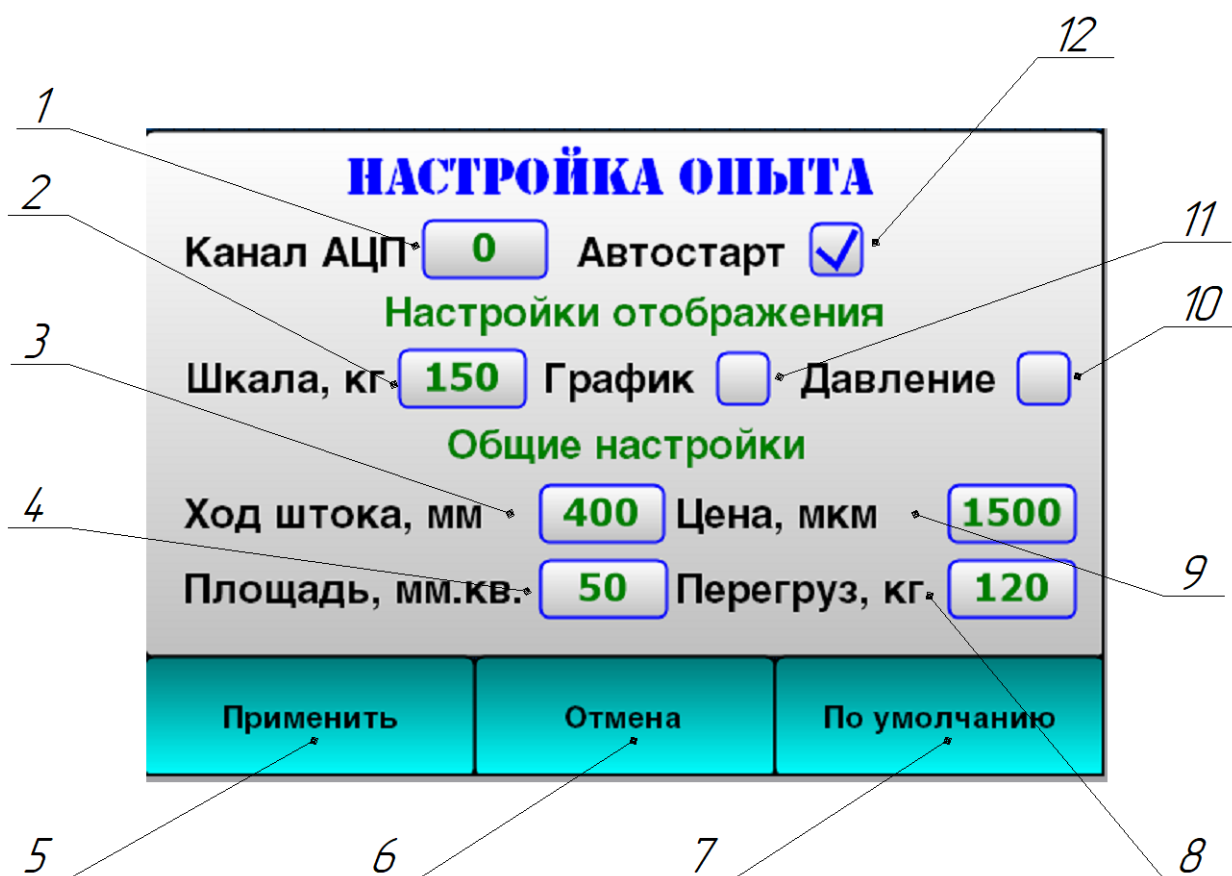 12
1
НАСТРОЙКА ОПЫТА
2
11
Канал АЦП 0 Автостарт
Настройки отображения
10
3
Шкала, кг 150 График Давление
Общие настройки
4
Ход штока, мм 400 Цена, мкм 1500
9
Площадь, мм.кв. 50 Перегруз, кг 120
Применить Отмена По умолчанию
5 6 7 8